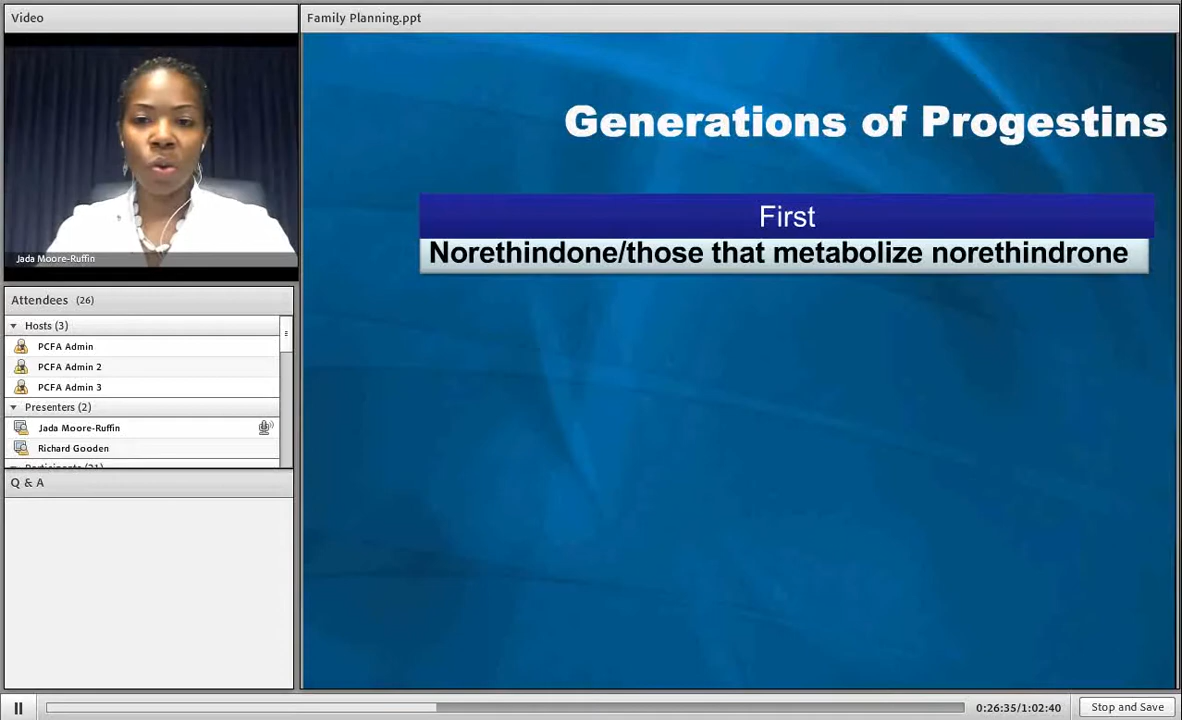 Video
Family Planning.ppt
Generations of Progestins
First
Norethindone/those that metabolize norethindrone
Jada Moore-Ruffin
Attendees (26)
Hosts (3)
PCFA Admin
PCFA Admin 2
PCFA Admin 3
Presenters (2)
Jada Moore-Ruffin
Richard Gooden
Participants (21)
Q & A
0:26:35/1:02:40
Stop and Save